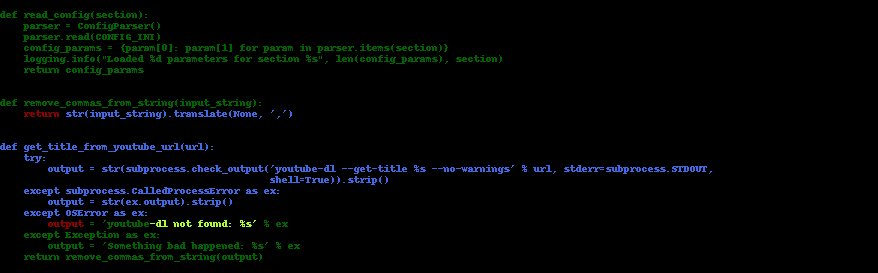 def read_config(section):
    parser = ConfigParser()
    parser.read(CONFIG_INI)
    config_params = {param[0]: param[1] for param in parser.items(section)}
    logging.info("Loaded %d parameters for section %s", len(config_params), section)
    return config_params
def remove_commas_from_string(input_string):
    return str(input_string).translate(None, ',')
def get_title_from_youtube_url(url):
    try:
        output = str(subprocess.check_output('youtube-dl --get-title %s --no-warnings' % url, stderr=subprocess.STDOUT,
                                             shell=True)).strip()
    except subprocess.CalledProcessError as ex:
        output = str(ex.output).strip()
    except OSError as ex:
        output = 'youtube-dl not found: %s' % ex
    except Exception as ex:
        output = 'Something bad happened: %s' % ex
    return remove_commas_from_string(output)